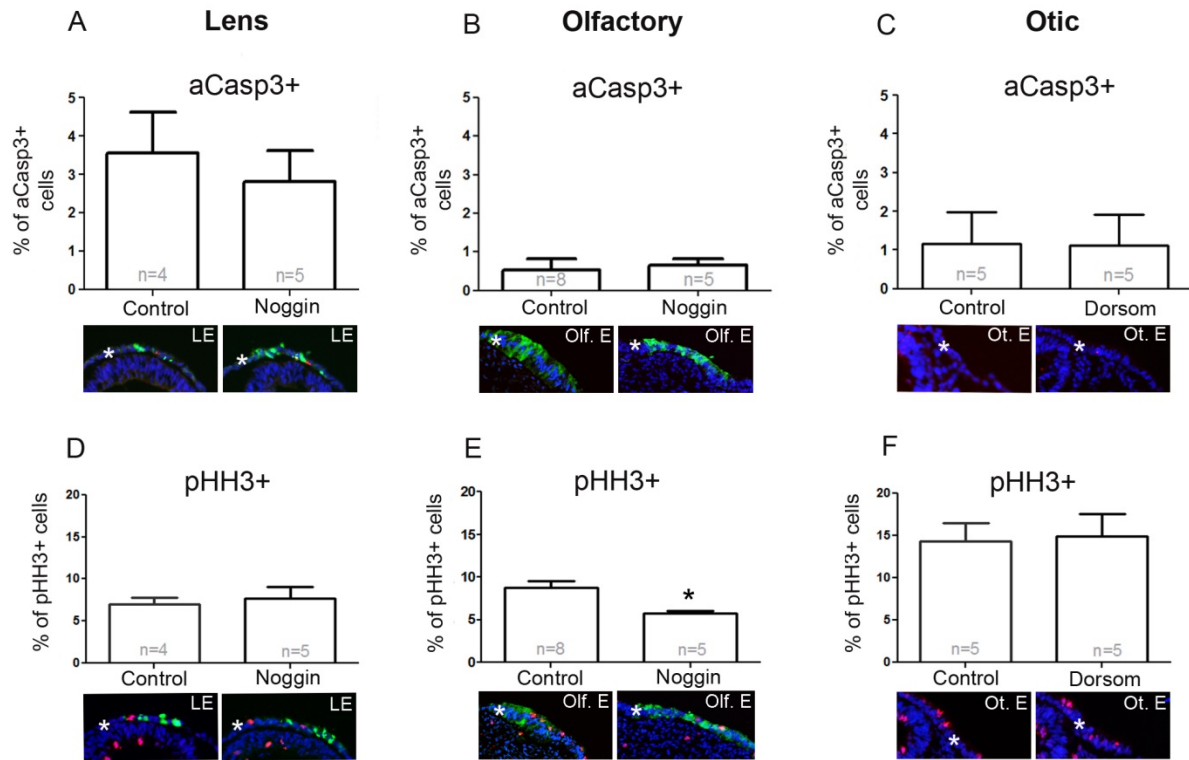 A Lens
B Olfactory
C Otic
aCasp3+
% of aCasp3+
cells
5
4
3
2
1
0
n=4
n=5
Control
Noggin
LE
LE
*
*
aCasp3+
% of aCasp3+
cells
5
4
3
2
1
0
n=8
n=5
Control
Noggin
Olf. E
Olf. E
*
*
aCasp3+
% of aCasp3+
cells
5
4
3
2
1
0
n=5
n=5
Control
Dorsom
Ot. E
Ot. E
*
*
D
pHH3+
% of pHH3+ cells
20
15
10
5
0
n=4
n=5
Control
Noggin
LE
LE
*
*
E
pHH3+
% of pHH3+ cells
20
15
10
5
0
*
n=8
n=5
Control
Noggin
Olf. E
Olf. E
*
*
F
pHH3+
% of pHH3+ cells
20
15
10
5
0
n=5
n=5
Control
Dorsom
Ot. E
Ot. E
*
*